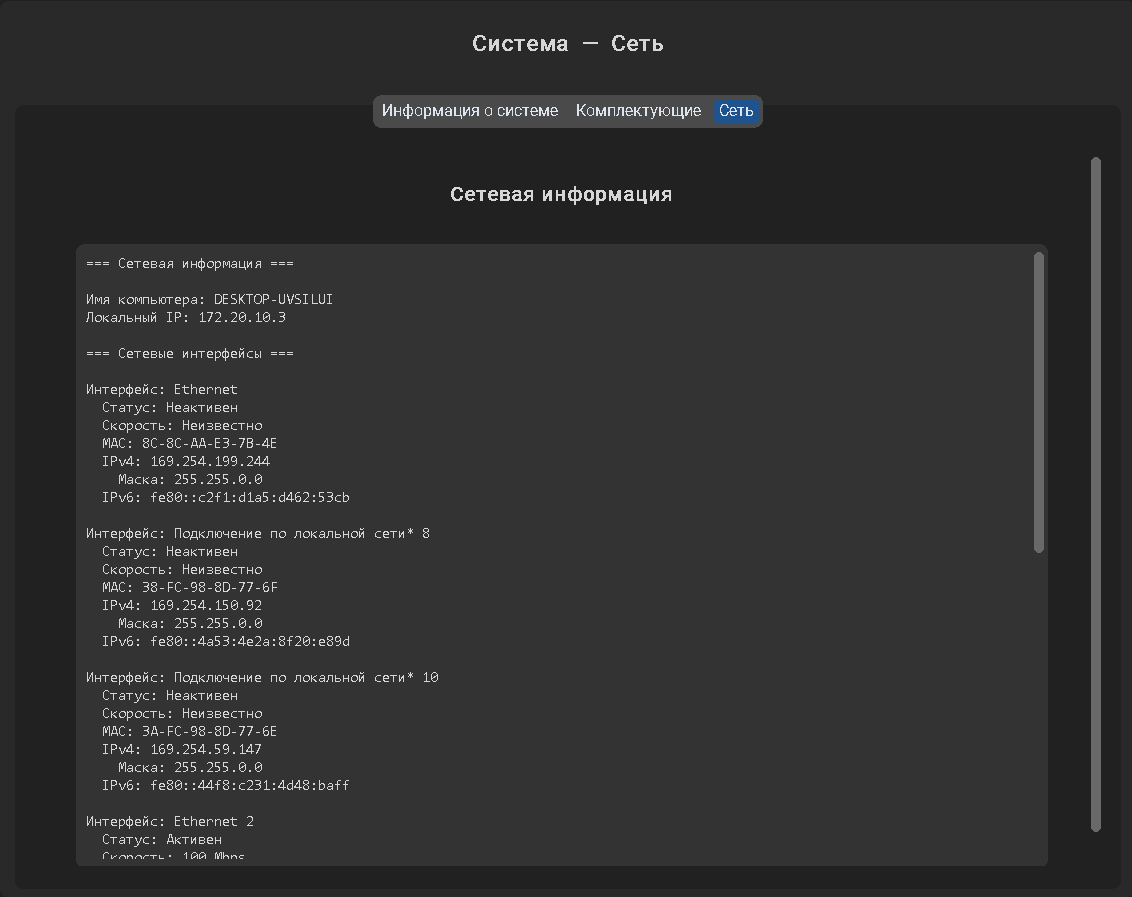 Система — Сеть
Информация о системе Комплектующие Сеть
Сетевая информация
=== Сетевая информация ===
Имя компьютера: DESKTOP-UVSILUI
Локальный IP: 172.20.10.3
=== Сетевые интерфейсы ===
Интерфейс: Ethernet
Статус: Неактивен
Скорость: Неизвестно
MAC: 8C-8C-AA-E3-7B-4E
IPv4: 169.254.199.244
Маска: 255.255.0.0
IPv6: fe80::c2f1:d1a5:d462:53cb
Интерфейс: Подключение по локальной сети* 8
Статус: Неактивен
Скорость: Неизвестно
MAC: 38-FC-98-8D-77-6F
IPv4: 169.254.150.92
Маска: 255.255.0.0
IPv6: fe80::4a53:4e2a:8f20:e89d
Интерфейс: Подключение по локальной сети* 10
Статус: Неактивен
Скорость: Неизвестно
MAC: 3A-FC-98-8D-77-6E
IPv4: 169.254.59.147
Маска: 255.255.0.0
IPv6: fe80::44f8:c231:4d48:baff
Интерфейс: Ethernet 2
Статус: Активен
Скорость: 100 Mbps